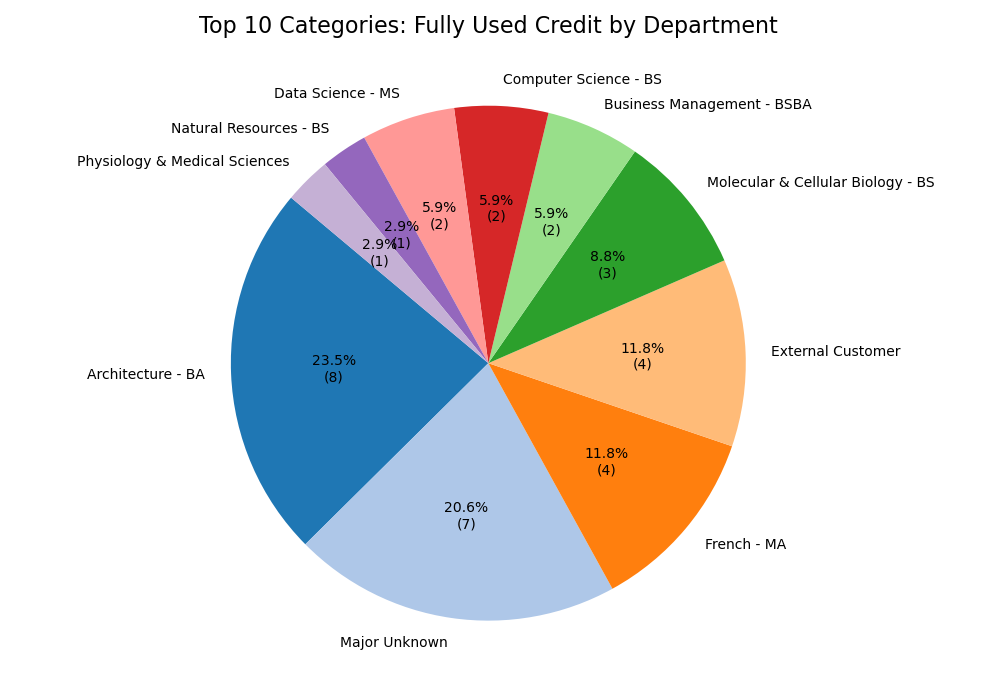 Top 10 Categories: Fully Used Credit by Department
Computer Science - BS
Data Science - MS
Business Management - BSBA
Natural Resources - BS
Physiology & Medical Sciences
Molecular & Cellular Biology - BS
5.9%
(2)
5.9%
(2)
5.9%
(2)
2.9%
(1)
2.9%
(1)
8.8%
(3)
External Customer
11.8%
(4)
23.5%
(8)
Architecture - BA
11.8%
(4)
20.6%
(7)
French - MA
Major Unknown